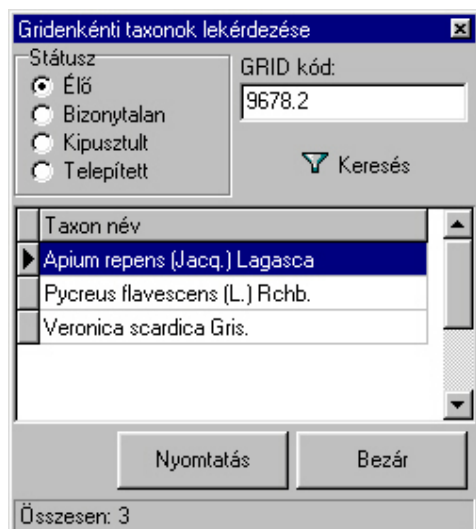 Gridenkénti taxonok lekérdezése
Státusz
Élő
Bizonytalan
Kipusztult
Telepített
GRID kód:
9678.2
Keresés
Taxon név
Apium repens (Jacq.) Lagasca
Pycreus flavescens (L.) Rchb.
Veronica scardica Gris.
Nyomtatás
Bezár
Összesen: 3